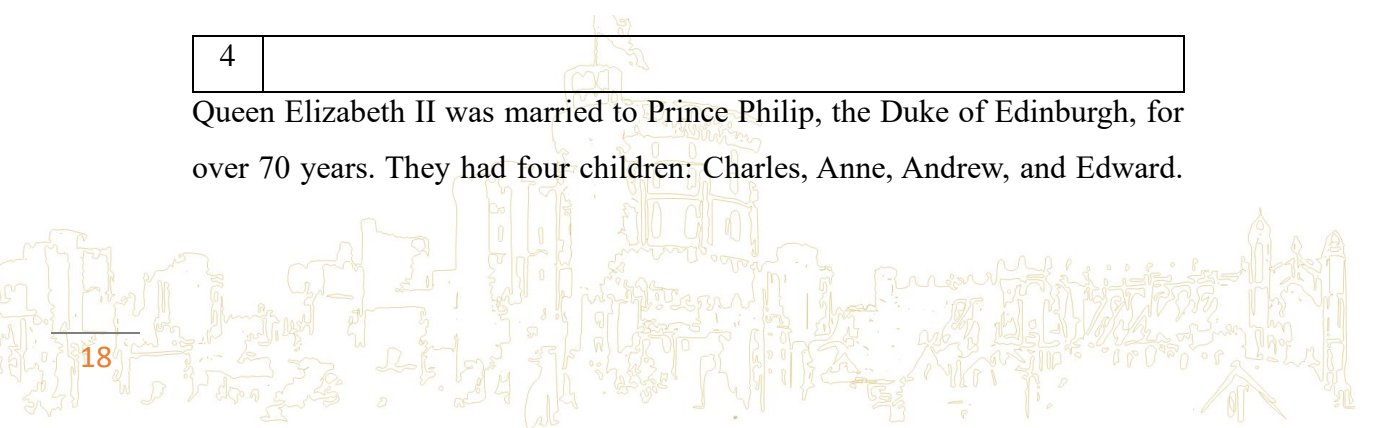 4
Queen Elizabeth II was married to Prince Philip, the Duke of Edinburgh, for
over 70 years. They had four children: Charles, Anne, Andrew, and Edward.
18